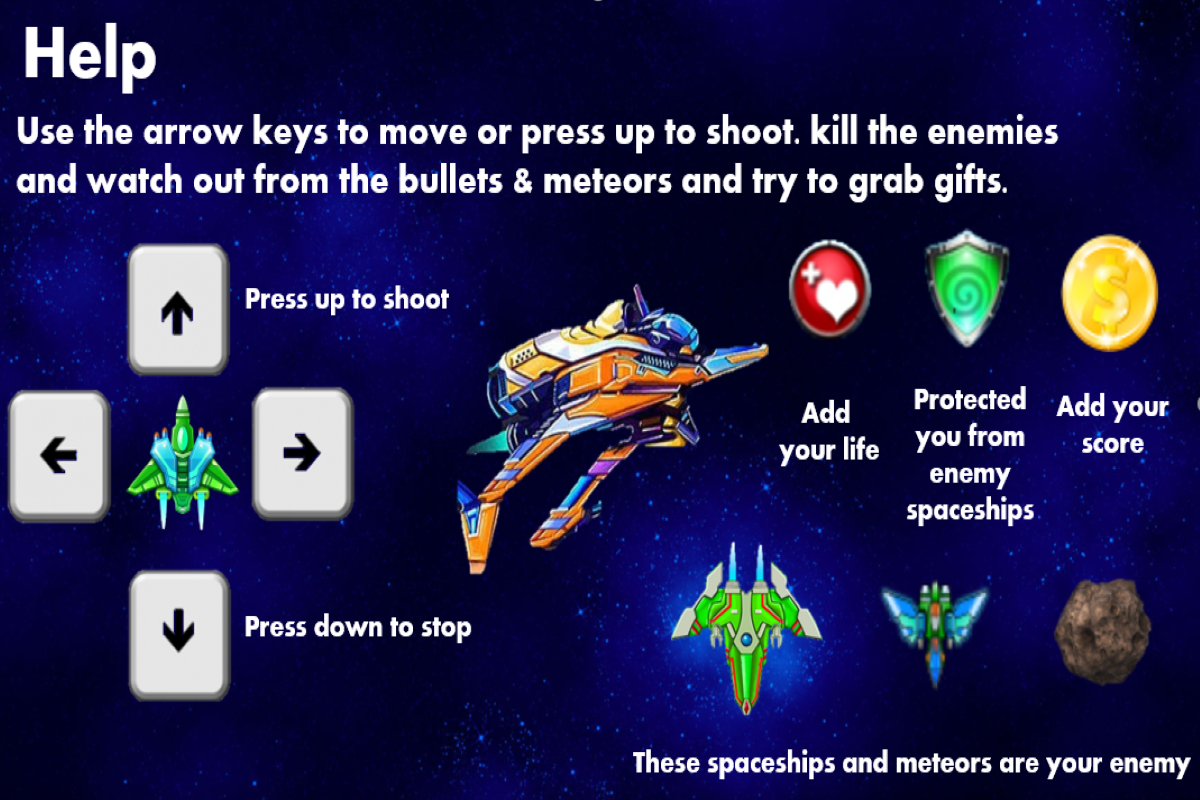 Help
Use the arrow keys to move or press up to shoot. kill the enemies
and watch out from the bullets & meteors and try to grab gifts.
Press up to shoot
Press down to stop
Add
your life
Protected
you from
enemy
spaceships
Add your
score
These spaceships and meteors are your enemy